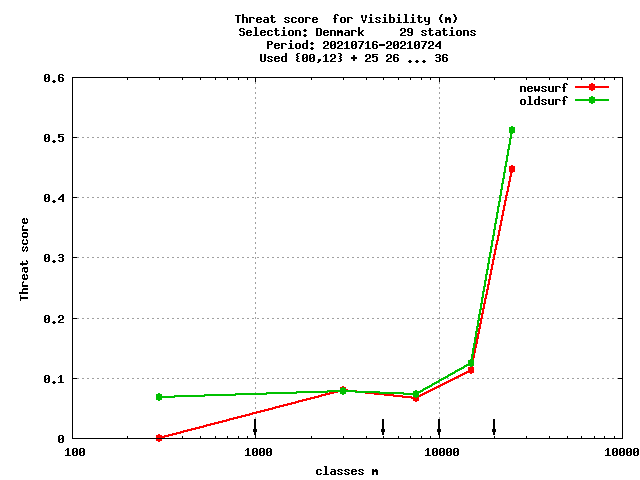 Threat score  for Visibility (m)
Selection: Denmark     29 stations
Period: 20210716-20210724
Used {00,12} + 25 26 ... 36
newsurf
oldsurf
0.6
0.5
0.4
0.3
0.2
0.1
0
Threat score
100
1000
10000
10000
classes m